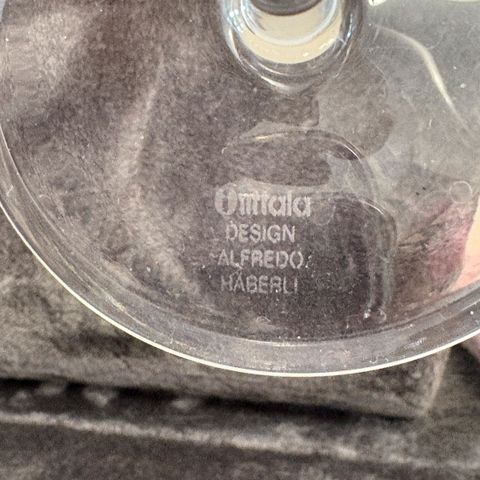 iittala
DESIGN
ALFREDO
HÄBERLI